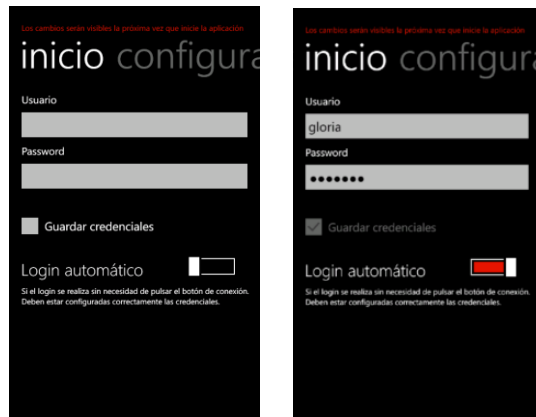 Los cambios serán visibles la próxima vez que inicie la aplicación
inicio configura
Usuario
Password
Guardar credenciales
Login automático
Si el login se realiza sin necesidad de pulsar el botón de conexión.
Deben estar configuradas correctamente las credenciales.
Los cambios serán visibles la próxima vez que inicie la aplicación
inicio configura
Usuario
gloria
Password
•••••••
Guardar credenciales
Login automático
Si el login se realiza sin necesidad de pulsar el botón de conexión.
Deben estar configuradas correctamente las credenciales.